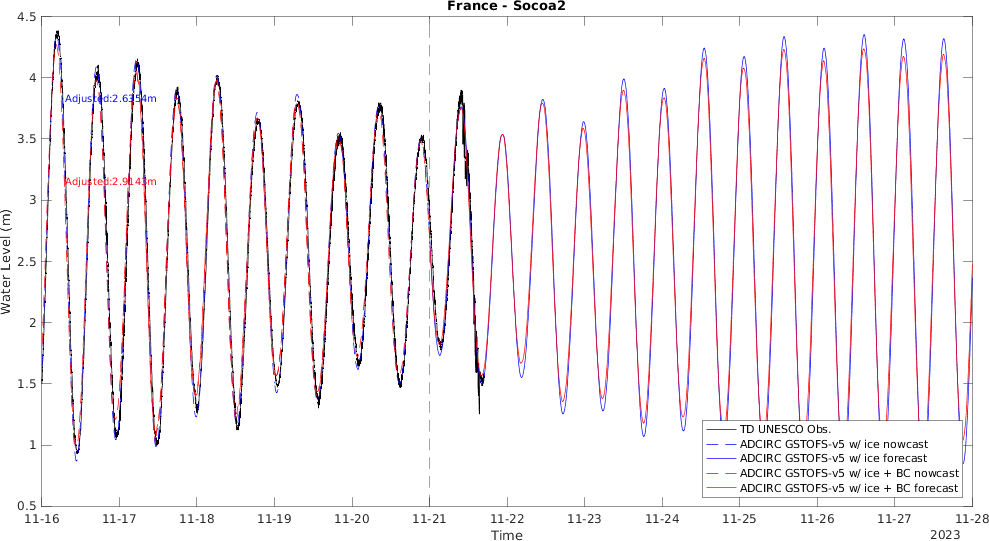 France - Socoa2
4.5
4
3.5
3
2.5
2
1.5
1
0.5
Water Level (m)
Adjusted:2.6354m
Adjusted:2.9143m
TD UNESCO Obs.
ADCIRC GSTOFS-v5 w/ ice nowcast
ADCIRC GSTOFS-v5 w/ ice forecast
ADCIRC GSTOFS-v5 w/ ice + BC nowcast
ADCIRC GSTOFS-v5 w/ ice + BC forecast
11-16 11-17 11-18 11-19 11-20 11-21 11-22 11-23 11-24 11-25 11-26 11-27 11-28
Time
2023